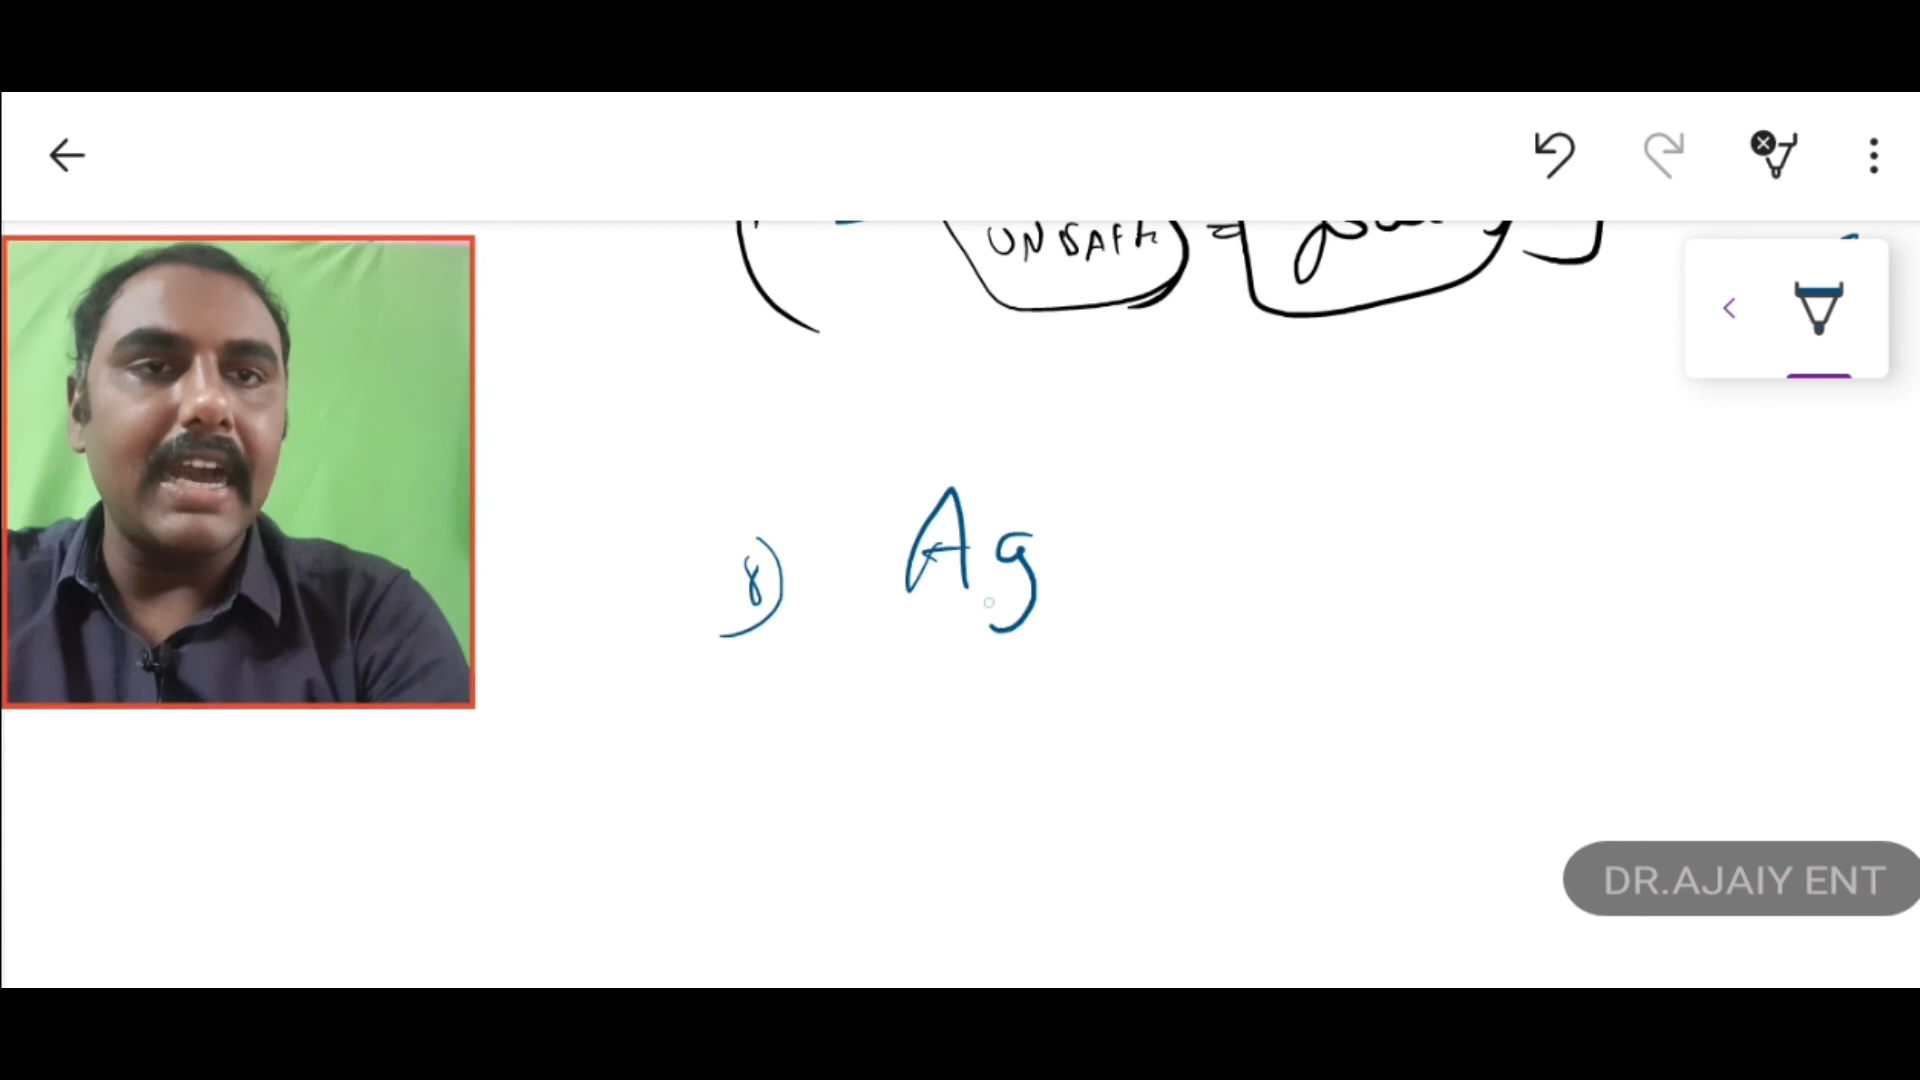 UNSAFE =
8) Ag
DR.AJAIY ENT